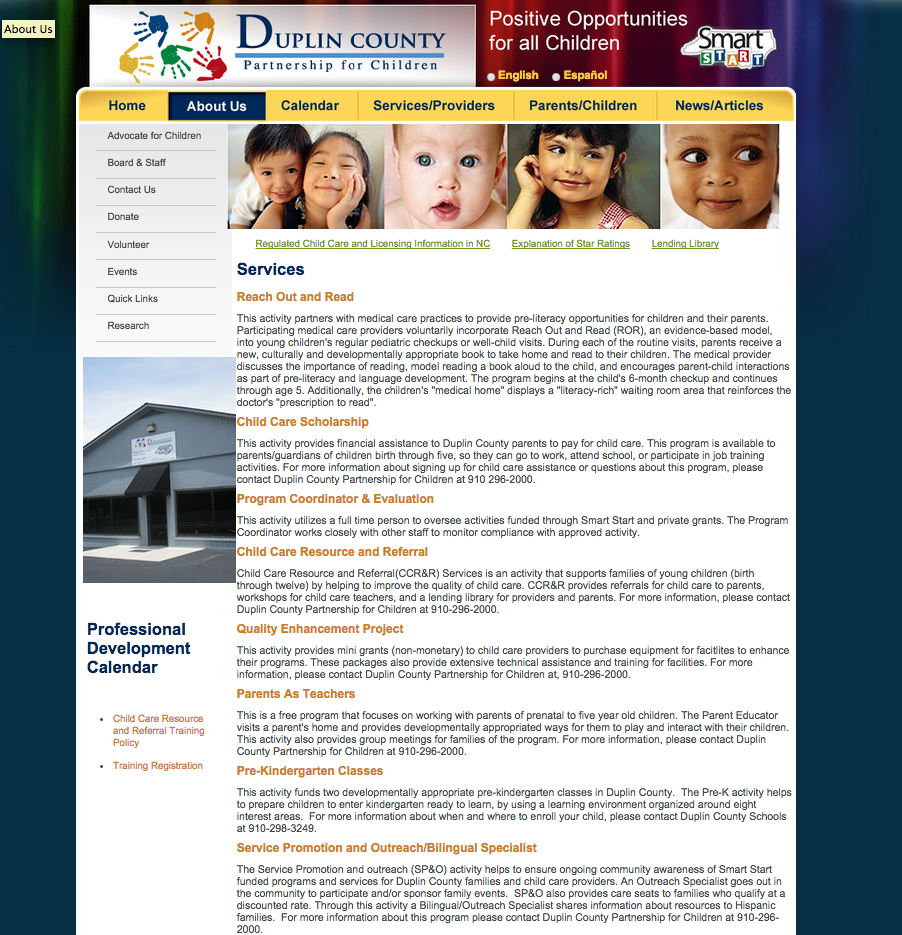 About Us
DUPLIN COUNTY
Partnership for Children
Positive Opportunities
for all Children
Smart
START
English
Español
Home
About Us
Calendar
Services/Providers
Parents/Children
News/Articles
Advocate for Children
Board & Staff
Contact Us
Donate
Volunteer
Events
Quick Links
Research
Regulated Child Care and Licensing Information in NC
Explanation of Star Ratings
Lending Library
Services
Reach Out and Read
This activity partners with medical care practices to provide pre-literacy opportunities for children and their parents.
Participating medical care providers voluntarily incorporate Reach Out and Read (ROR), an evidence-based model,
into young children's regular pediatric checkups or well-child visits. During each of the routine visits, parents receive a
new, culturally and developmentally appropriate book to take home and read to their children. The medical provider
discusses the importance of reading, model reading a book aloud to the child, and encourages parent-child interactions
as part of pre-literacy and language development. The program begins at the child's 6-month checkup and continues
through age 5. Additionally, the children's "medical home" displays a "literacy-rich" waiting room area that reinforces the
doctor's "prescription to read".
Child Care Scholarship
This activity provides financial assistance to Duplin County parents to pay for child care. This program is available to
parents/guardians of children birth through five, so they can go to work, attend school, or participate in job training
activities. For more information about signing up for child care assistance or questions about this program, please
contact Duplin County Partnership for Children at 910 296-2000.
Program Coordinator & Evaluation
This activity utilizes a full time person to oversee activities funded through Smart Start and private grants. The Program
Coordinator works closely with other staff to monitor compliance with approved activity.
Child Care Resource and Referral
Child Care Resource and Referral(CCR&R) Services is an activity that supports families of young children (birth
through twelve) by helping to improve the quality of child care. CCR&R provides referrals for child care to parents,
workshops for child care teachers, and a lending library for providers and parents. For more information, please contact
Duplin County Partnership for Children at 910-296-2000.
Quality Enhancement Project
This activity provides mini grants (non-monetary) to child care providers to purchase equipment for facitlites to enhance
their programs. These packages also provide extensive technical assistance and training for facilities. For more
information, please contact Duplin County Partnership for Children at, 910-296-2000.
Parents As Teachers
This is a free program that focuses on working with parents of prenatal to five year old children. The Parent Educator
visits a parent's home and provides developmentally appropriated ways for them to play and interact with their children.
This activity also provides group meetings for families of the program. For more information, please contact Duplin
County Partnership for Children at 910-296-2000.
Pre-Kindergarten Classes
This activity funds two developmentally appropriate pre-kindergarten classes in Duplin County. The Pre-K activity helps
to prepare children to enter kindergarten ready to learn, by using a learning environment organized around eight
interest areas. For more information about when and where to enroll your child, please contact Duplin County Schools
at 910-298-3249.
Service Promotion and Outreach/Bilingual Specialist
The Service Promotion and outreach (SP&O) activity helps to ensure ongoing community awareness of Smart Start
funded programs and services for Duplin County families and child care providers. An Outreach Specialist goes out in
the community to participate and/or sponsor family events. SP&O also provides care seats to families who qualify at a
discounted rate. Through this activity a Bilingual/Outreach Specialist shares information about resources to Hispanic
families. For more information about this program please contact Duplin County Partnership for Children at 910-296-
2000.
Professional
Development
Calendar
Child Care Resource
and Referral Training
Policy
Training Registration